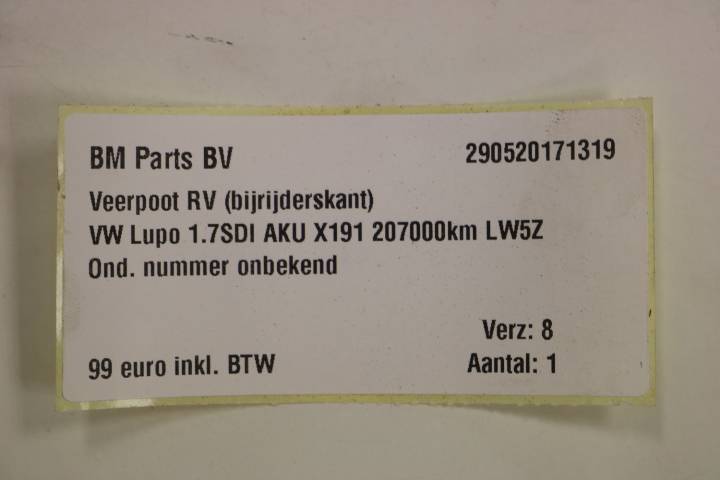 BM Parts BV 290520171319
Veerpoot RV (bijrijderskant)
VW Lupo 1.7SDI AKU X191 207000km LW5Z
Ond. nummer onbekend
Verz: 8
99 euro inkl. BTW Aantal: 1